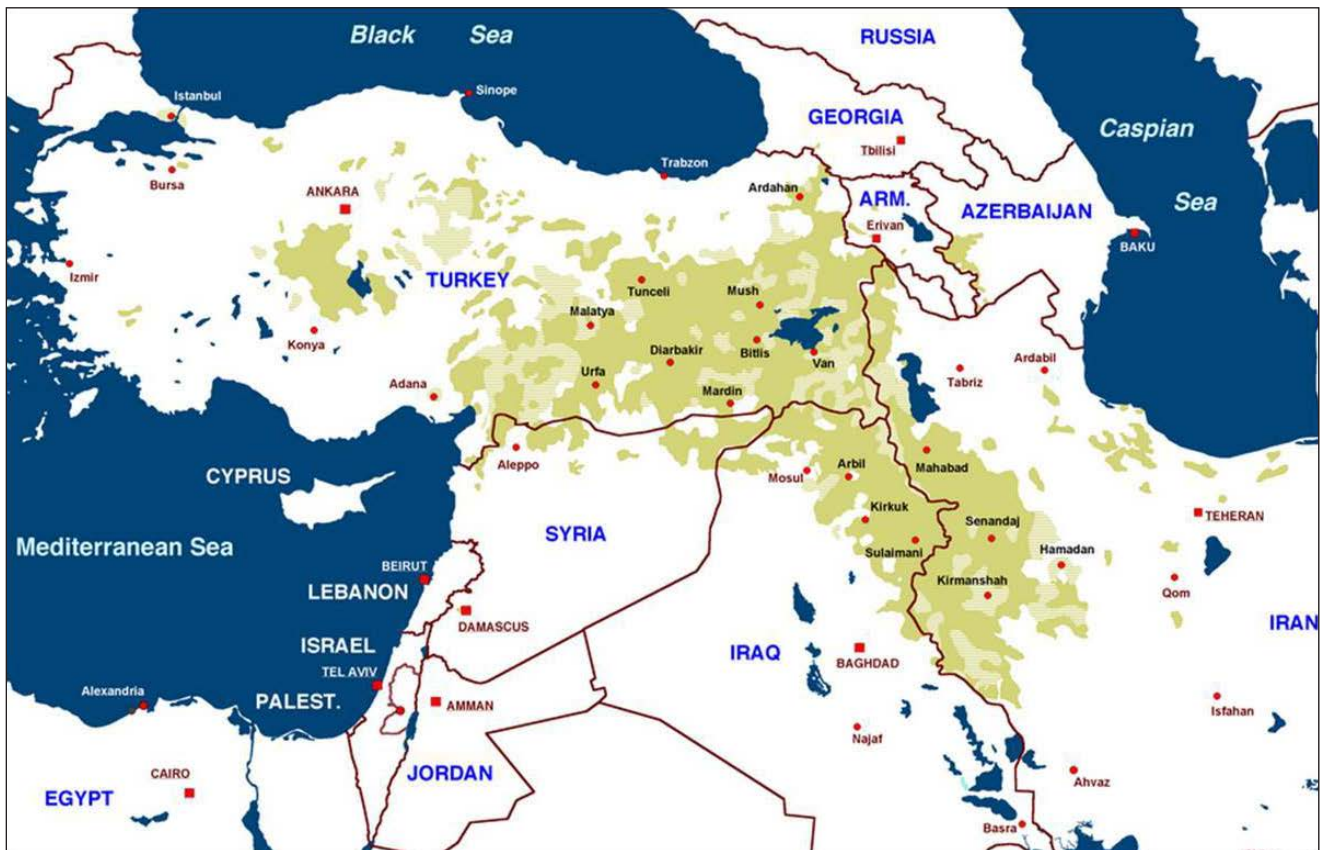 Black Sea
RUSSIA
Istanbul
Sinope
GEORGIA
Tbilisi
Caspian
Sea
Bursa
ANKARA
Trabzon
Ardahan
ARM.
Erivan
AZERBAIJAN
BAKU
Izmir
TURKEY
Tunceli
Mush
Malatya
Konya
Diarbakir
Bitlis
Van
Ardabil
Tabriz
Adana
Urfa
Mardin
Aleppo
Mosul
Arbil
Mahabad
CYPRUS
Kirkuk
Senandaj
TEHERAN
SYRIA
Mediterranean Sea
Sulaimani
Hamadan
BEIRUT
LEBANON
Kirmanshah
Qom
DAMASCUS
IRAN
ISRAEL
IRAQ
BAGHDAD
TEL AVIV
Alexandria
PALEST.
AMMAN
Isfahan
Najaf
CAIRO
JORDAN
EGYPT
Ahvaz
Basra